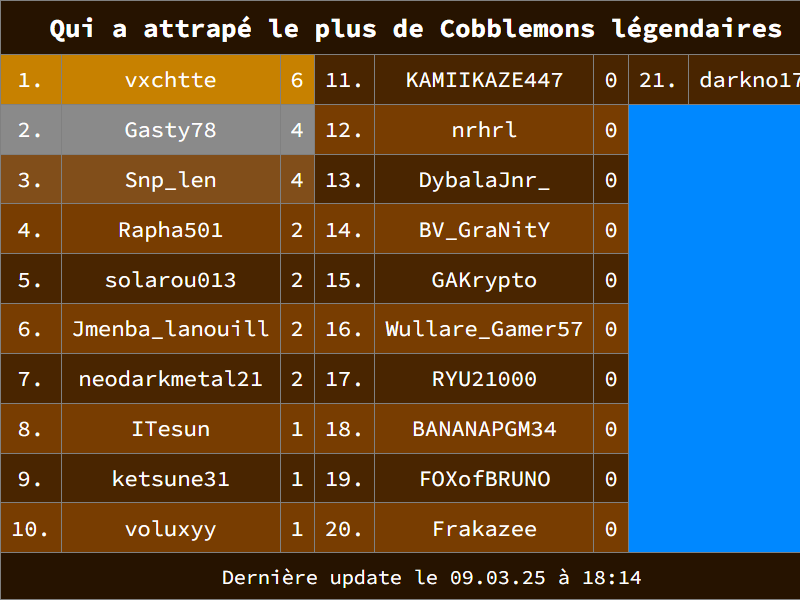 Qui a attrapé le plus de Cobblemons légendaires
1. vxchtte 6
2. Gasty78 4
3. Snp_len 4
4. Rapha501 2
5. solarou013 2
6. Jmenba_lanouill 2
7. neodarkmetal21 2
8. ITesun 1
9. ketsune31 1
10. voluxyy 1
11. KAMIIKAZE447 0
12. nrhrl 0
13. DybalaJnr_ 0
14. BV_GraNitY 0
15. GAKrypto 0
16. Wullare_Gamer57 0
17. RYU21000 0
18. BANANAPGM34 0
19. FOXofBRUNO 0
20. Frakazee 0
21. darkno17
Dernière update le 09.03.25 à 18:14